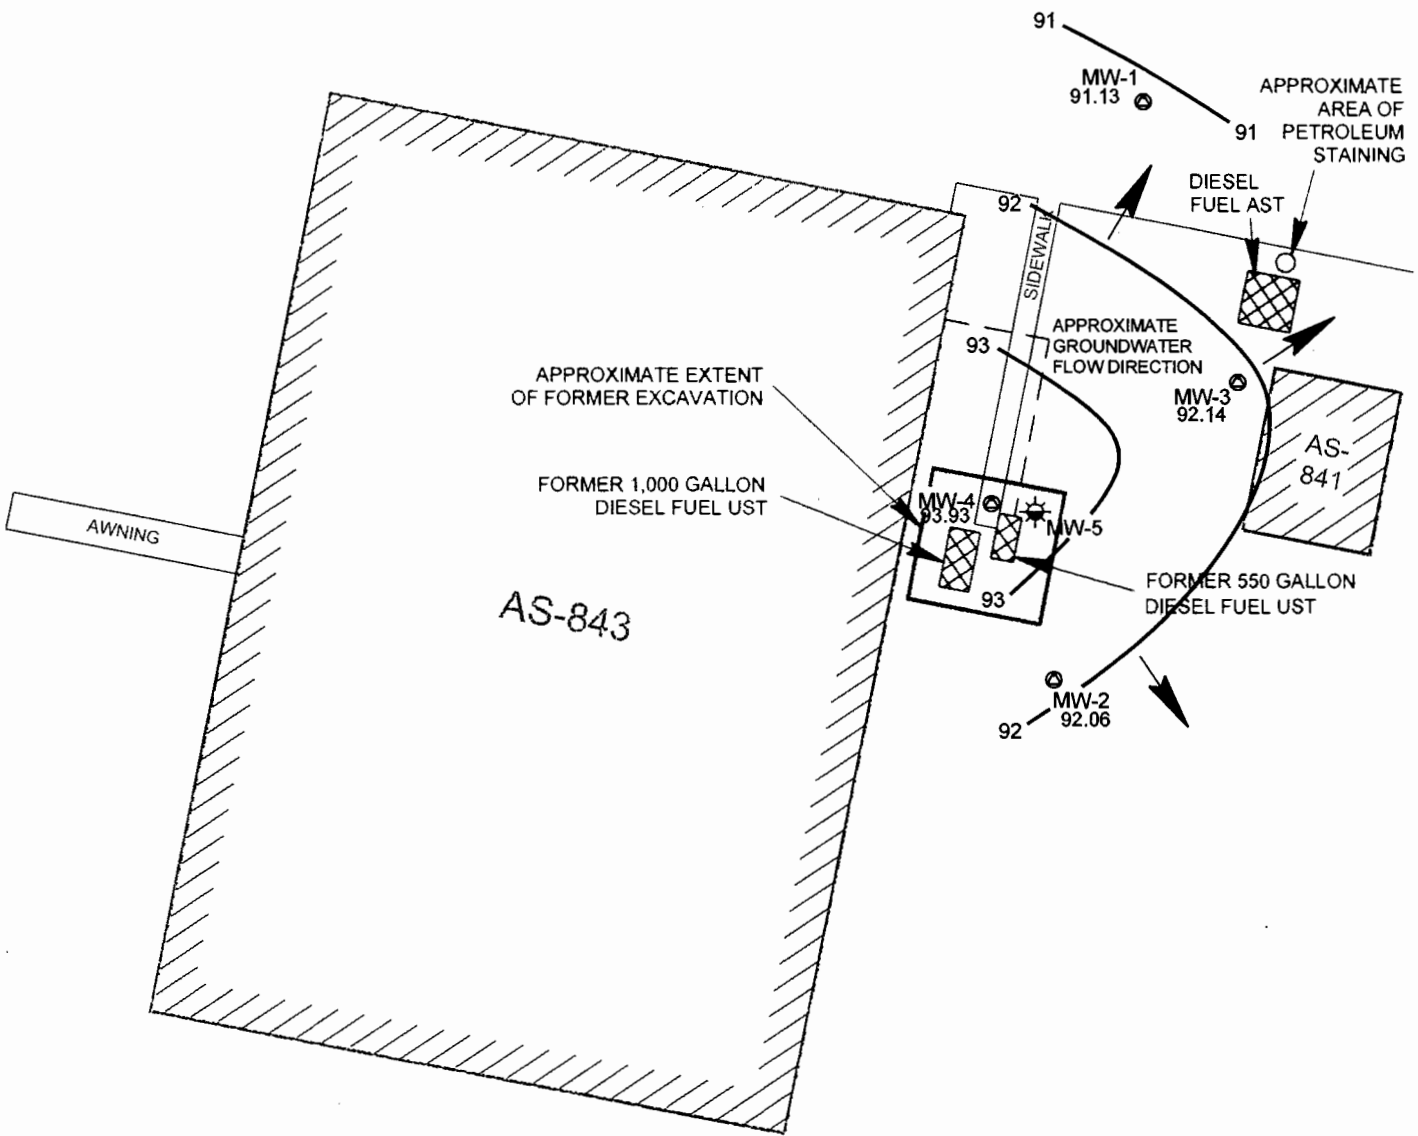 91
MW-1
91.13
91
APPROXIMATE
AREA OF
PETROLEUM
STAINING
DIESEL
FUEL AST
92
SIDEWALK
93
APPROXIMATE
GROUNDWATER
FLOW DIRECTION
MW-3
92.14
APPROXIMATE EXTENT
OF FORMER EXCAVATION
FORMER 1,000 GALLON
DIESEL FUEL UST
MW-4
93.93
MW-5
AS-
841
AWNING
AS-843
93
FORMER 550 GALLON
DIESEL FUEL UST
MW-2
92.06
92